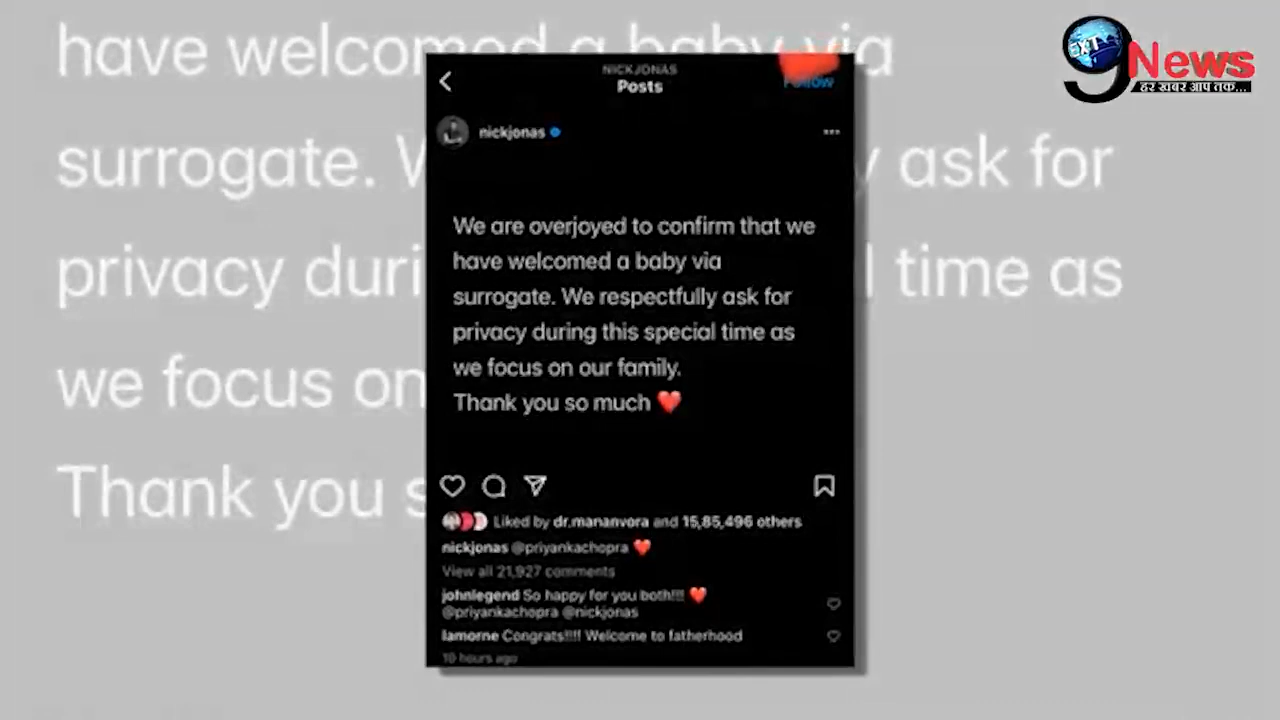 have welcomed a baby via
surrogate. W
y ask for
privacy duri
l time as
we focus on
Thank you s
EXT
9 News
हर खबर आप तक...
NICKJONAS
Posts
Follow
nickjonas
We are overjoyed to confirm that we
have welcomed a baby via
surrogate. We respectfully ask for
privacy during this special time as
we focus on our family.
Thank you so much ❤️
Liked by dr.mananvora and 15,85,496 others
nickjonas @priyankachopra ❤️
View all 21,927 comments
johnlegend So happy for you both!!! ❤️
@priyankachopra @nickjonas
lamorne Congrats!!!! Welcome to fatherhood
19 hours ago